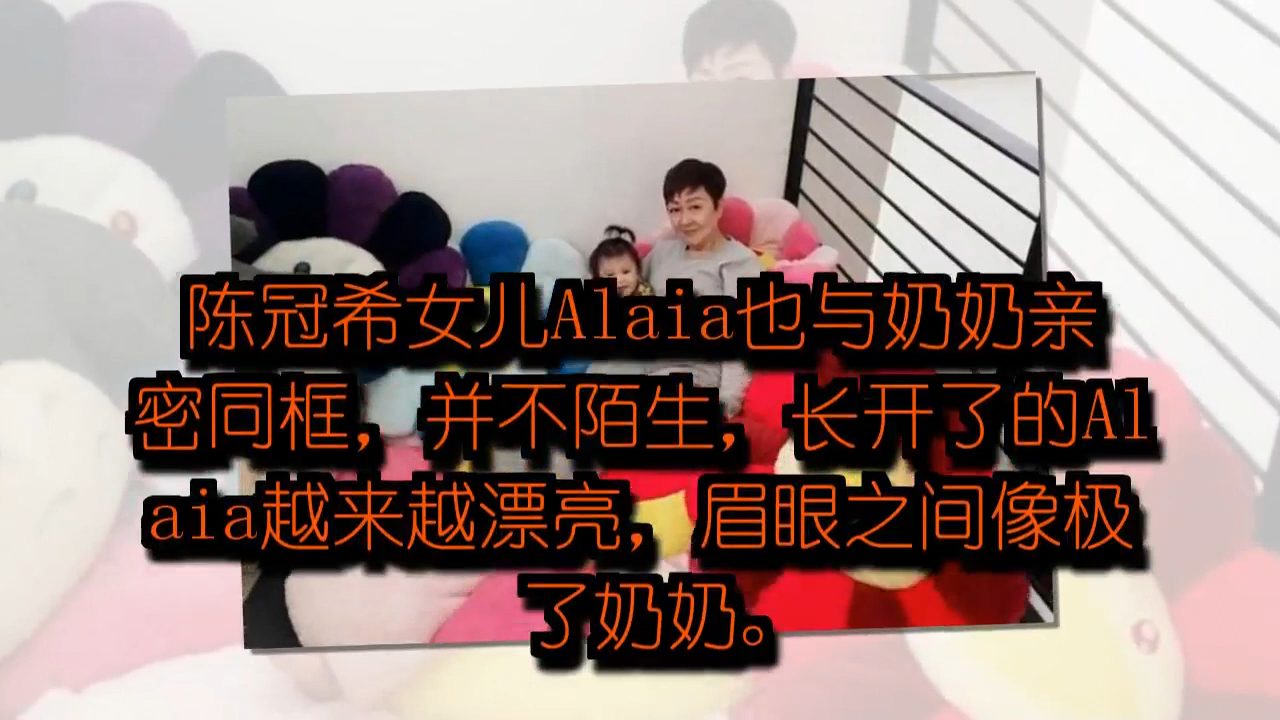 陈冠希女儿Alaia也与奶奶亲
密同框，并不陌生，长开了的Al
aia越来越漂亮，眉眼之间像极
了奶奶。